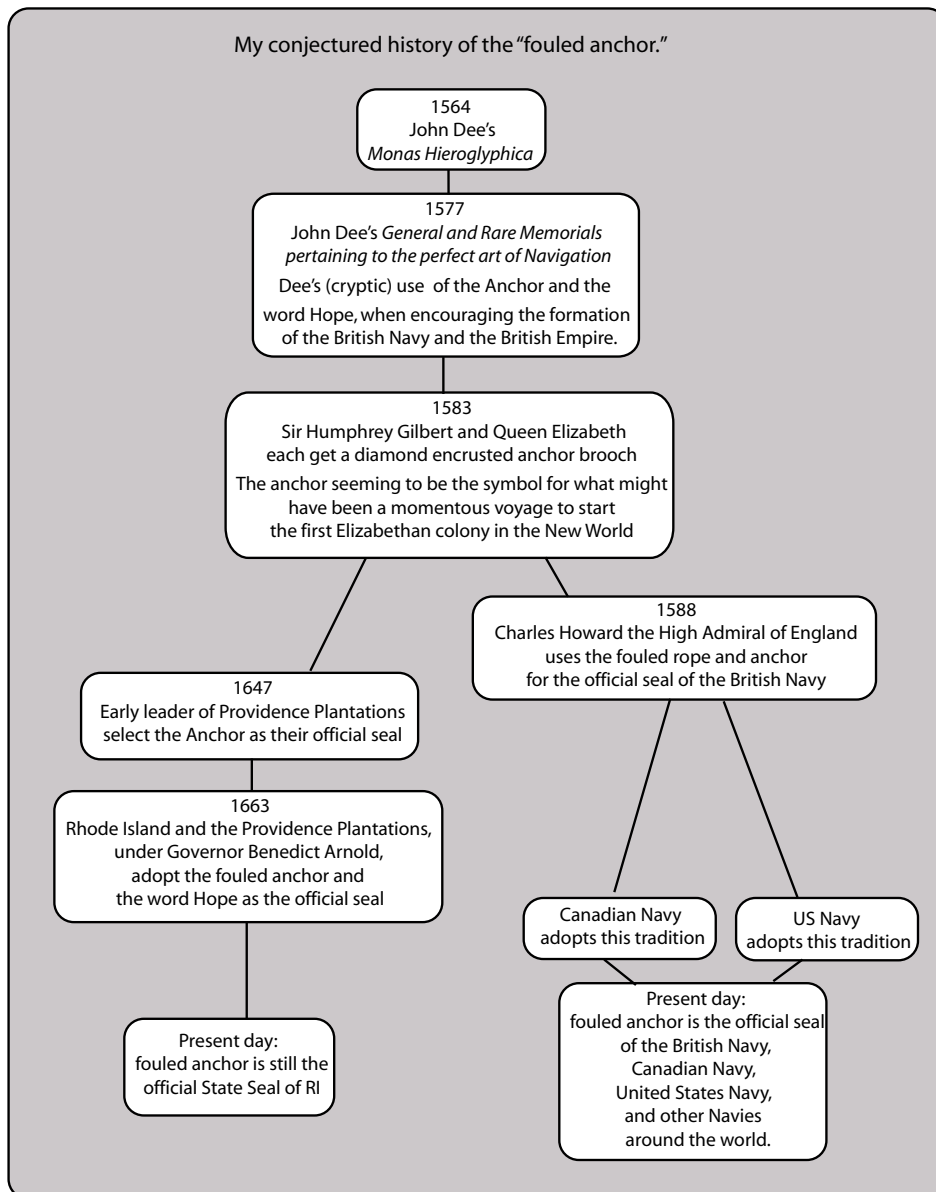 My conjectured history of the “fouled anchor.”
1564
John Dee’s
Monas Hieroglyphica
1577
John Dee’s General and Rare Memorials
pertaining to the perfect art of Navigation
Dee’s (cryptic) use of the Anchor and the
word Hope, when encouraging the formation
of the British Navy and the British Empire.
1583
Sir Humphrey Gilbert and Queen Elizabeth
each get a diamond encrusted anchor brooch
The anchor seeming to be the symbol for what might
have been a momentous voyage to start
the first Elizabethan colony in the New World
1588
Charles Howard the High Admiral of England
uses the fouled rope and anchor
for the official seal of the British Navy
1647
Early leader of Providence Plantations
select the Anchor as their official seal
1663
Rhode Island and the Providence Plantations,
under Governor Benedict Arnold,
adopt the fouled anchor and
the word Hope as the official seal
Canadian Navy
adopts this tradition
US Navy
adopts this tradition
Present day:
fouled anchor is still the
official State Seal of RI
Present day:
fouled anchor is the official seal
of the British Navy,
Canadian Navy,
United States Navy,
and other Navies
around the world.